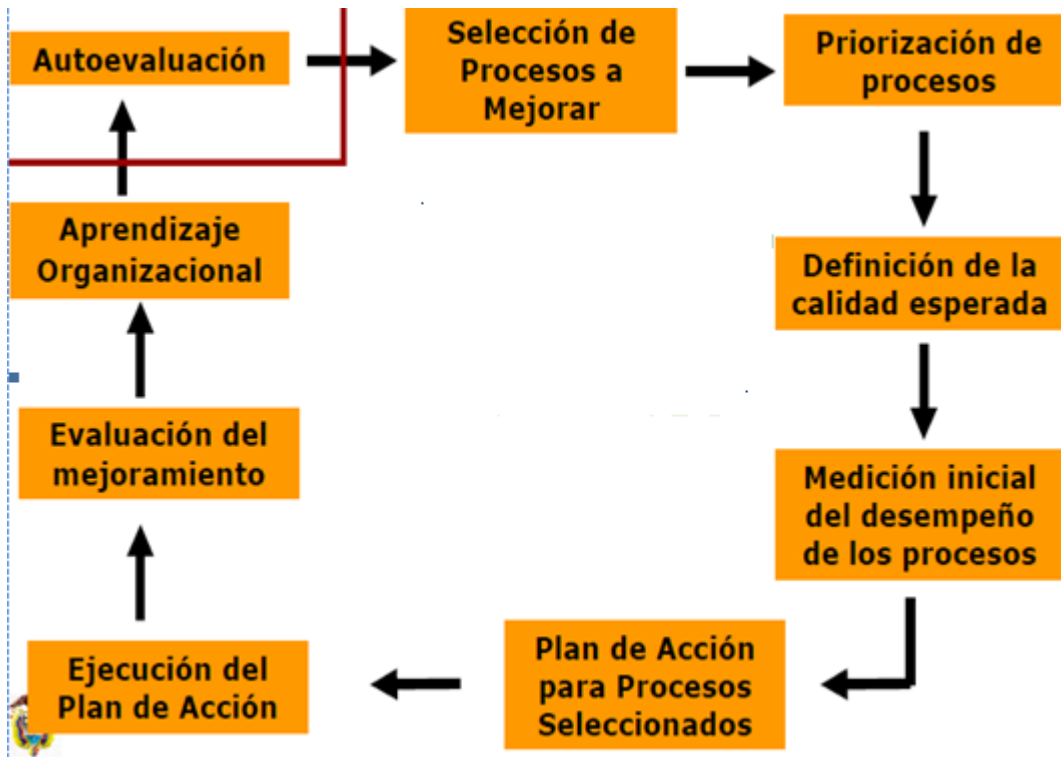 Autoevaluación
Selección de
Procesos a
Mejorar
Priorización de
procesos
Definición de la
calidad esperada
Medición inicial
del desempeño
de los procesos
Plan de Acción
para Procesos
Seleccionados
Ejecución del
Plan de Acción
Evaluación del
mejoramiento
Aprendizaje
Organizacional